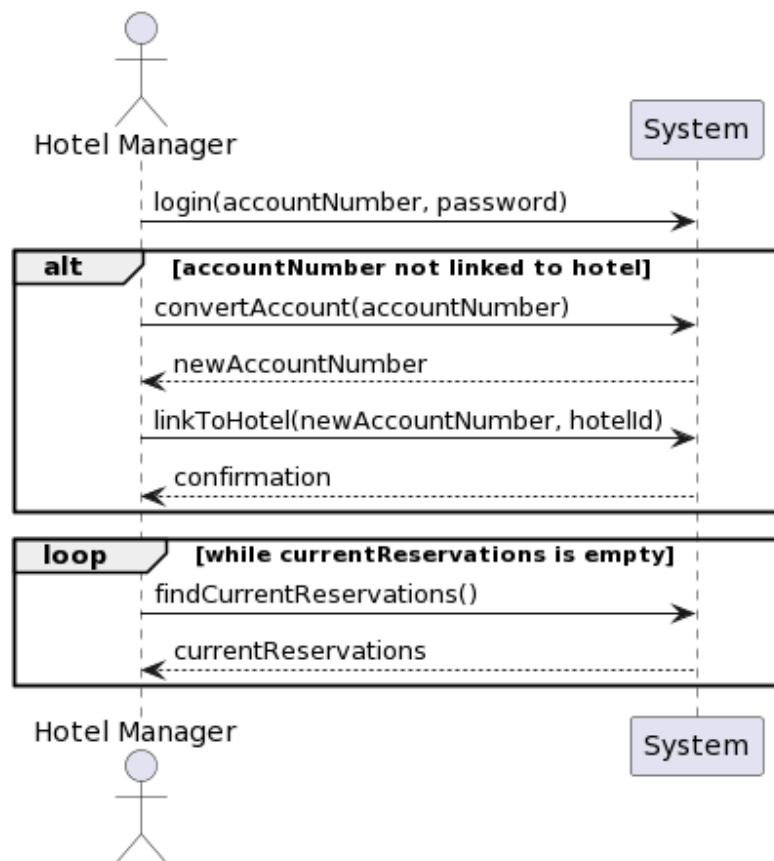 Hotel Manager
System
login(accountNumber, password)
alt [accountNumber not linked to hotel]
convertAccount(accountNumber)
newAccountNumber
linkToHotel(newAccountNumber, hotelId)
confirmation
loop [while currentReservations is empty]
findCurrentReservations()
currentReservations
Hotel Manager
System